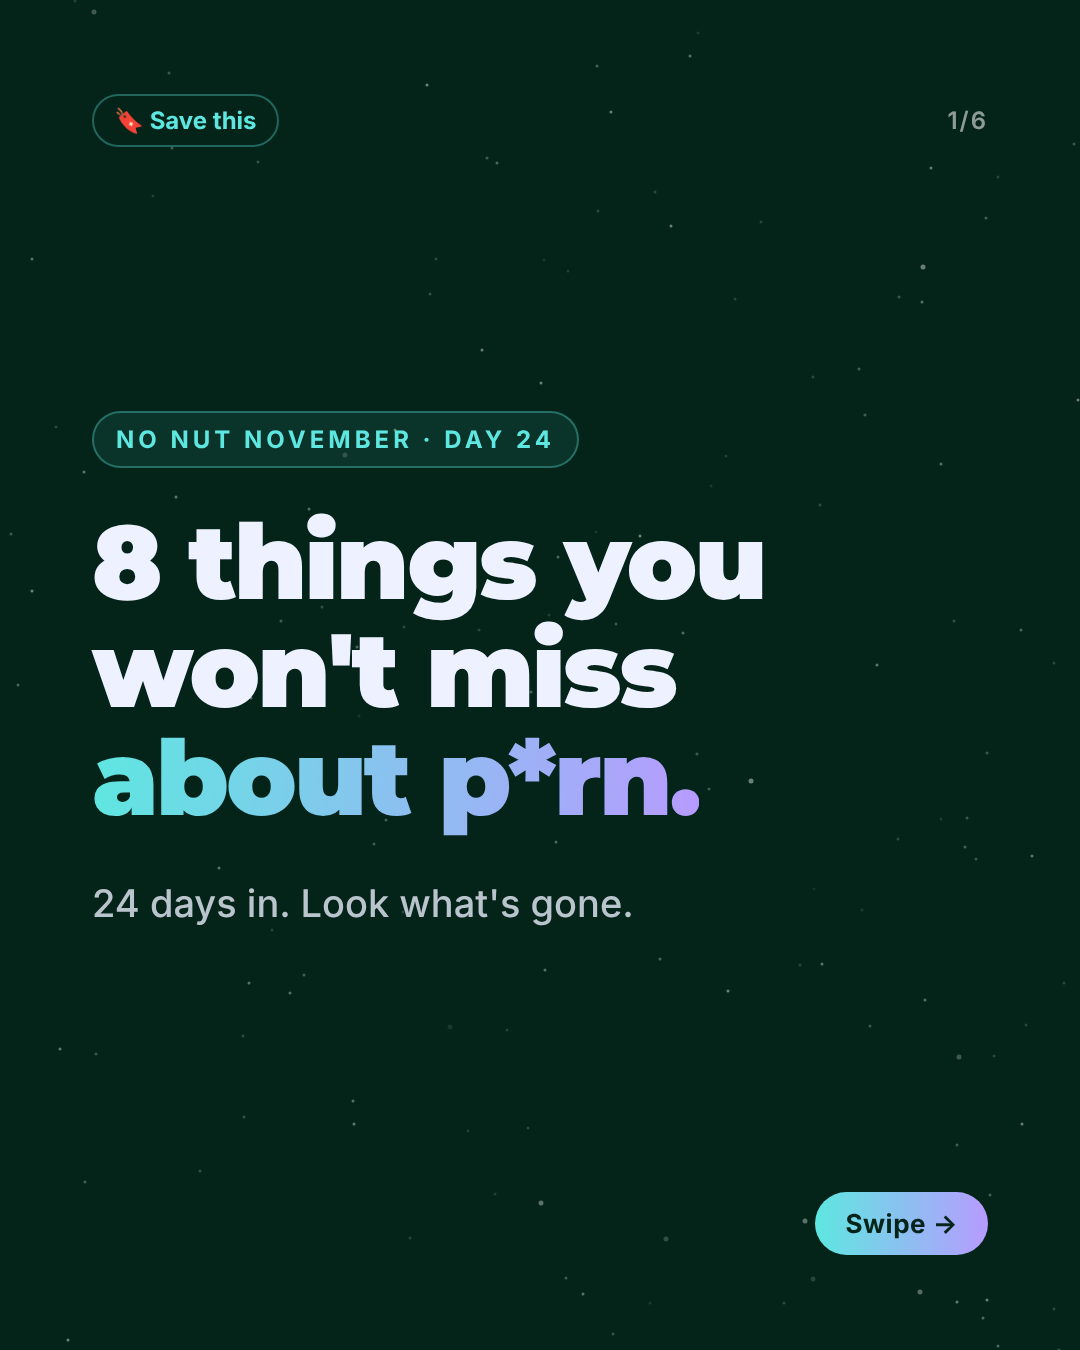 🔖 Save this
1/6
NO NUT NOVEMBER · DAY 24
8 things you
won't miss
about p*rn.
24 days in. Look what's gone.
Swipe →